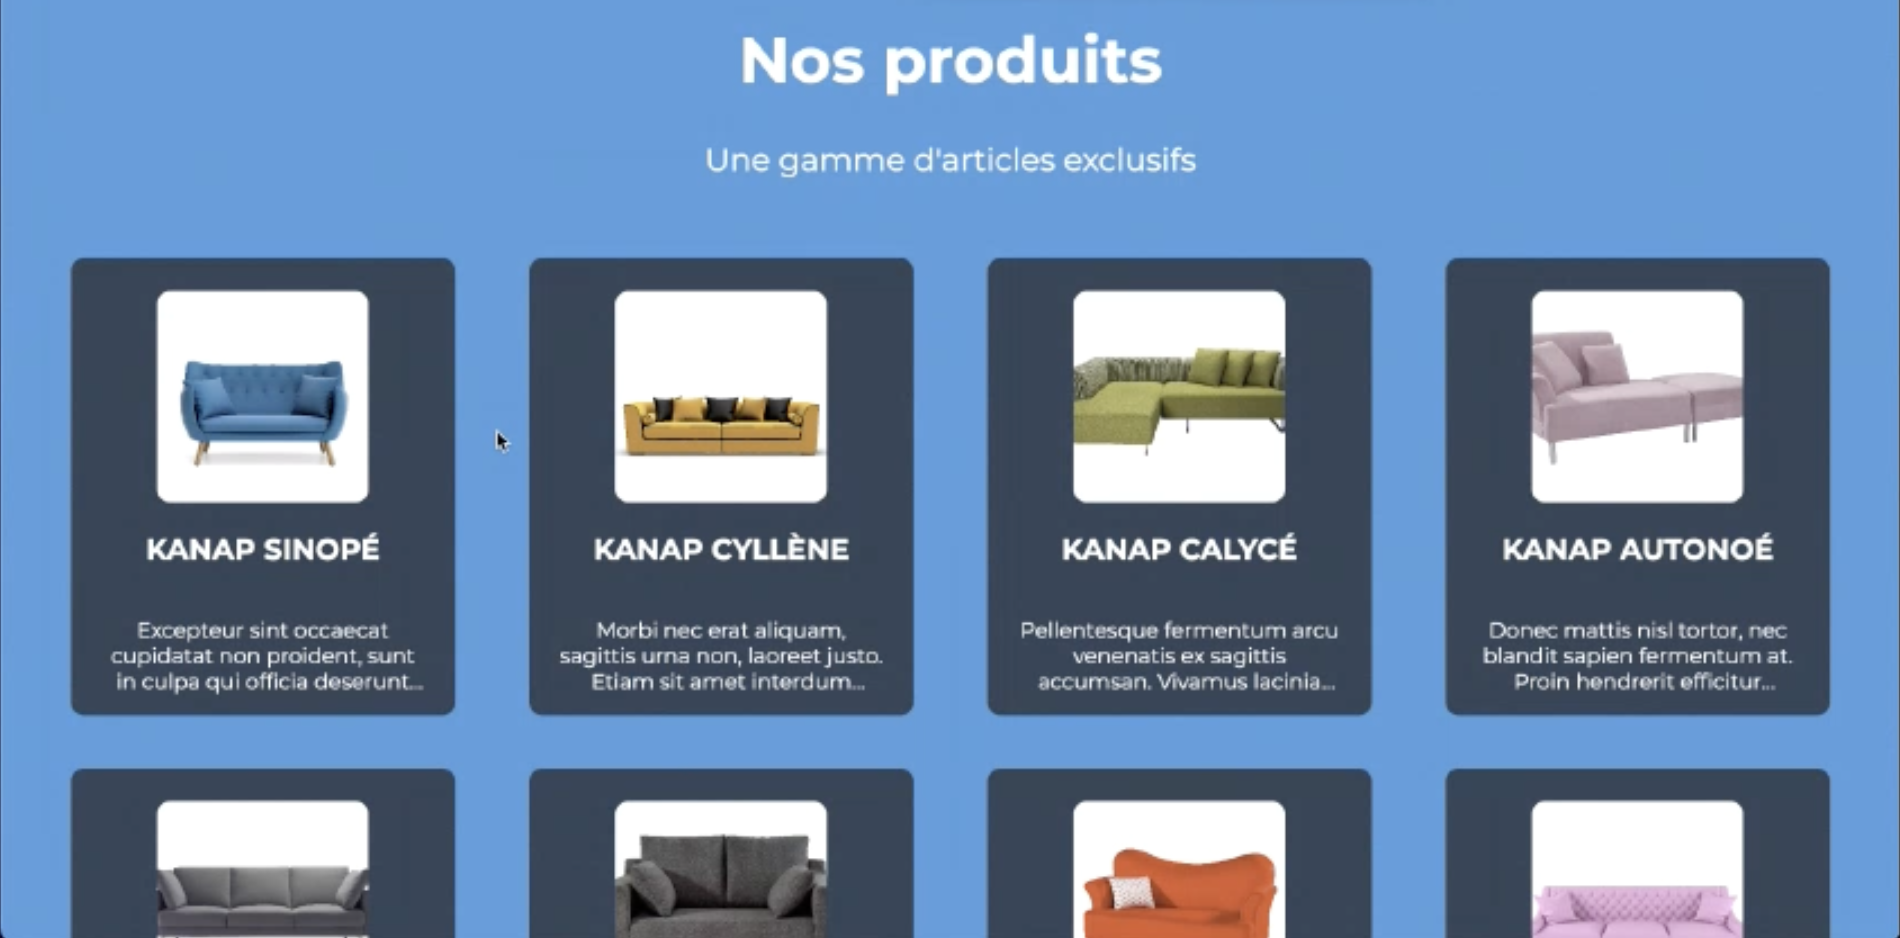 Nos produits
Une gamme d'articles exclusifs
KANAP SINOPÉ
Excepteur sint occaecat
cupidatat non proident, sunt
in culpa qui officia deserunt...
KANAP CYLLÈNE
Morbi nec erat aliquam,
sagittis urna non, laoreet justo.
Etiam sit amet interdum...
KANAP CALYCÉ
Pellentesque fermentum arcu
venenatis ex sagittis
accumsan. Vivamus lacinia...
KANAP AUTONOÉ
Donec mattis nisl tortor, nec
blandit sapien fermentum at.
Proin hendrerit efficitur...